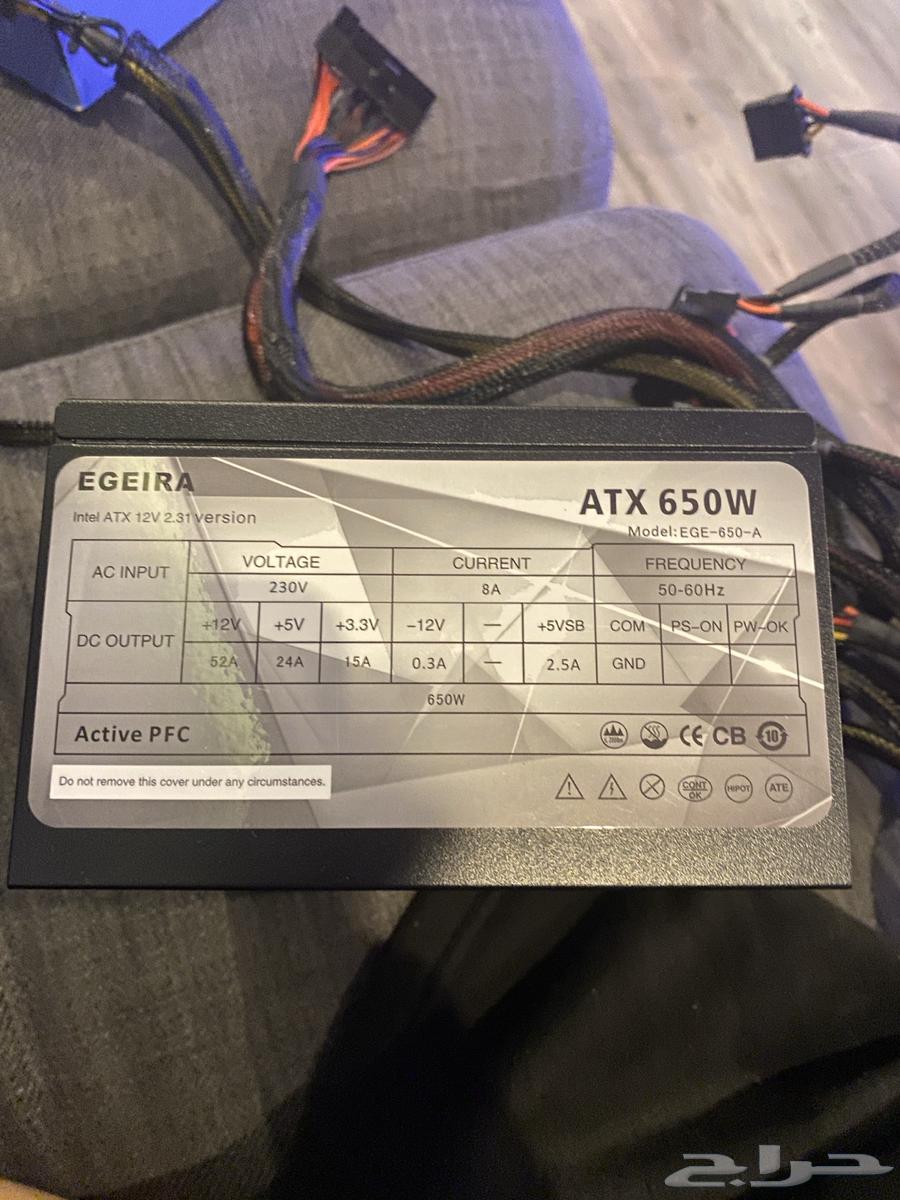 EGEIRA
ATX 650W
Intel ATX 12V 2.31 version
Model:EGE-650-A
AC INPUT VOLTAGE CURRENT FREQUENCY
230V 8A 50-60Hz
DC OUTPUT +12V +5V +3.3V -12V — +5VSB COM PS-ON PW-OK
52A 24A 15A 0.3A — 2.5A GND
650W
Active PFC
CE CB 10
Do not remove this cover under any circumstances.
CONT OK HIPOT ATE
حراج